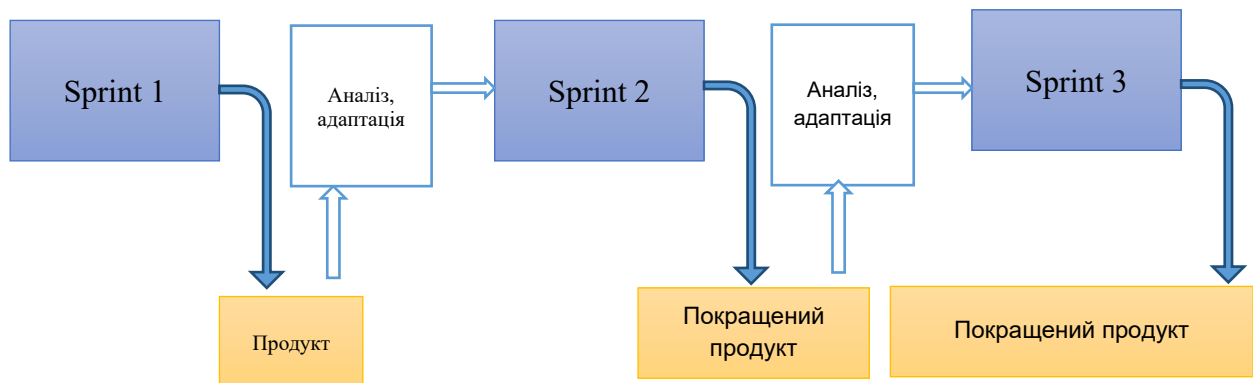 Sprint 1
Аналіз,
адаптація
Sprint 2
Аналіз,
адаптація
Sprint 3
Продукт
Покращений
продукт
Покращений продукт